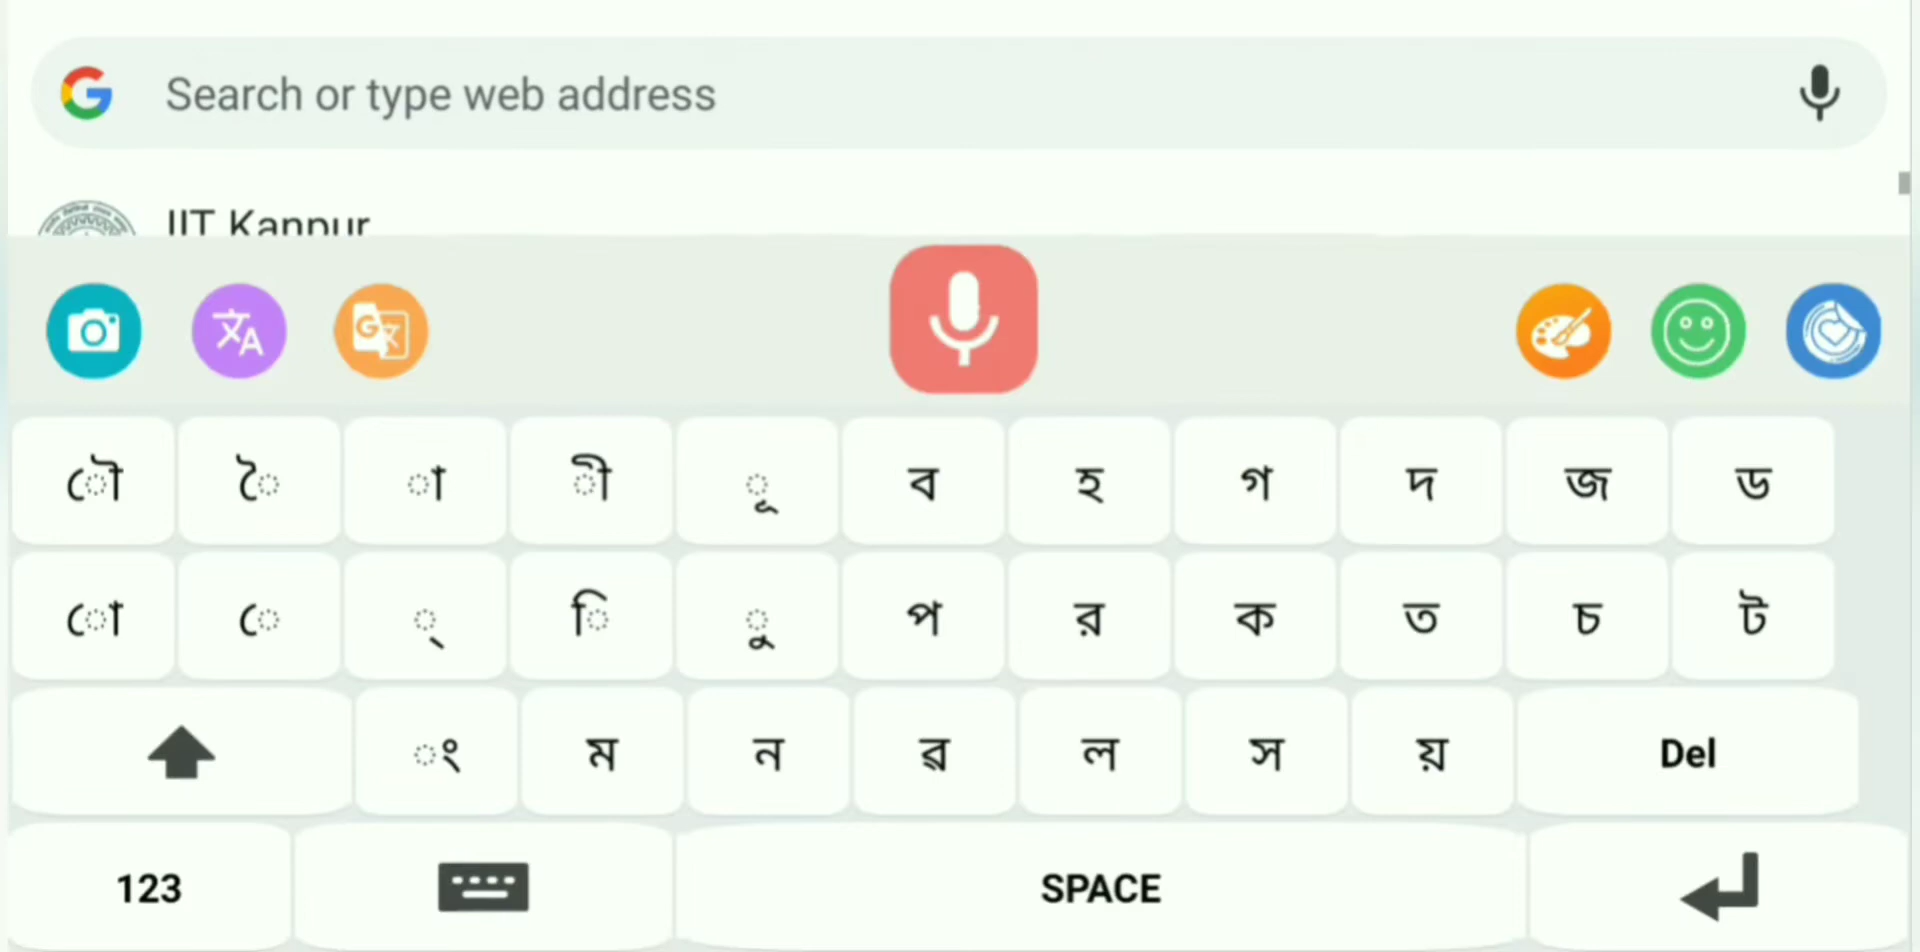 Search or type web address
IIT Kanpur
ৌ ৈ া ী ূ ব হ গ দ জ ড
ো ে ্ ি ু প ৰ ক ত চ ট
ং ম ন ৱ ল স য় Del
123 SPACE